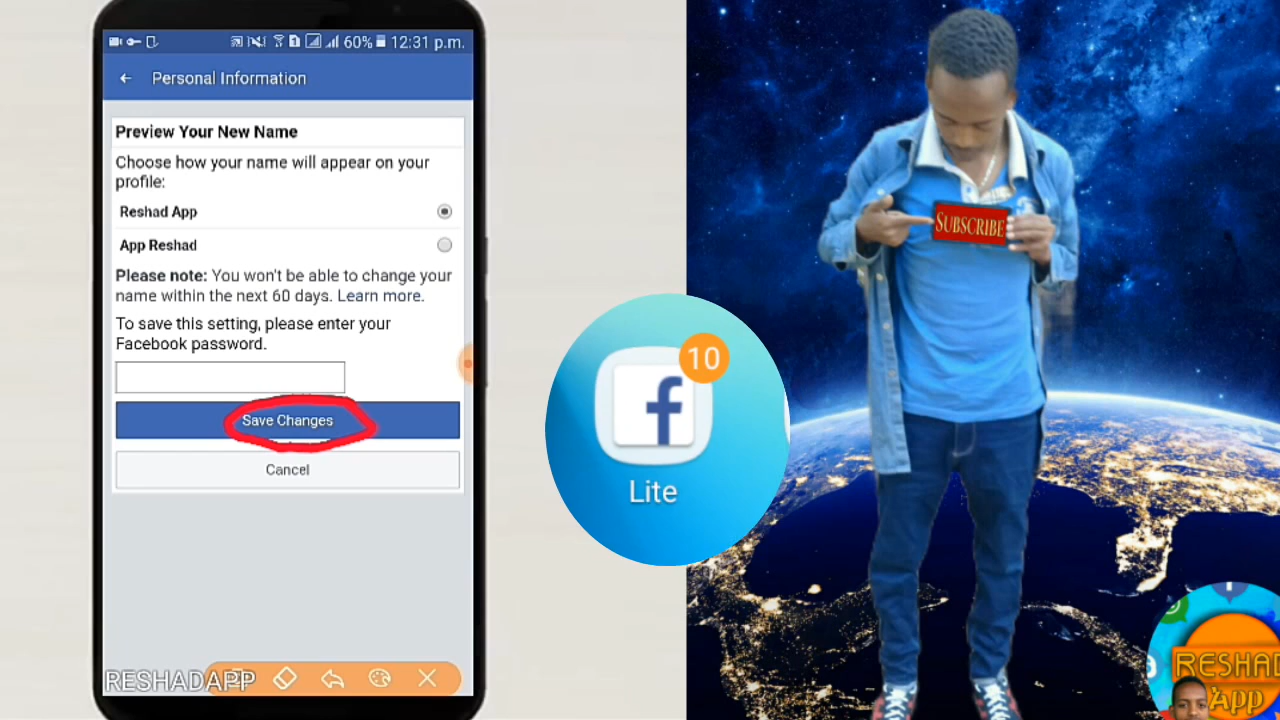 60% 12:31 p.m.
Personal Information
Preview Your New Name
Choose how your name will appear on your
profile:
Reshad App
App Reshad
Please note: You won't be able to change your
name within the next 60 days. Learn more.
To save this setting, please enter your
Facebook password.
Save Changes
Cancel
RESHADAPP
10
Lite
SUBSCRIBE
RESHAD
App